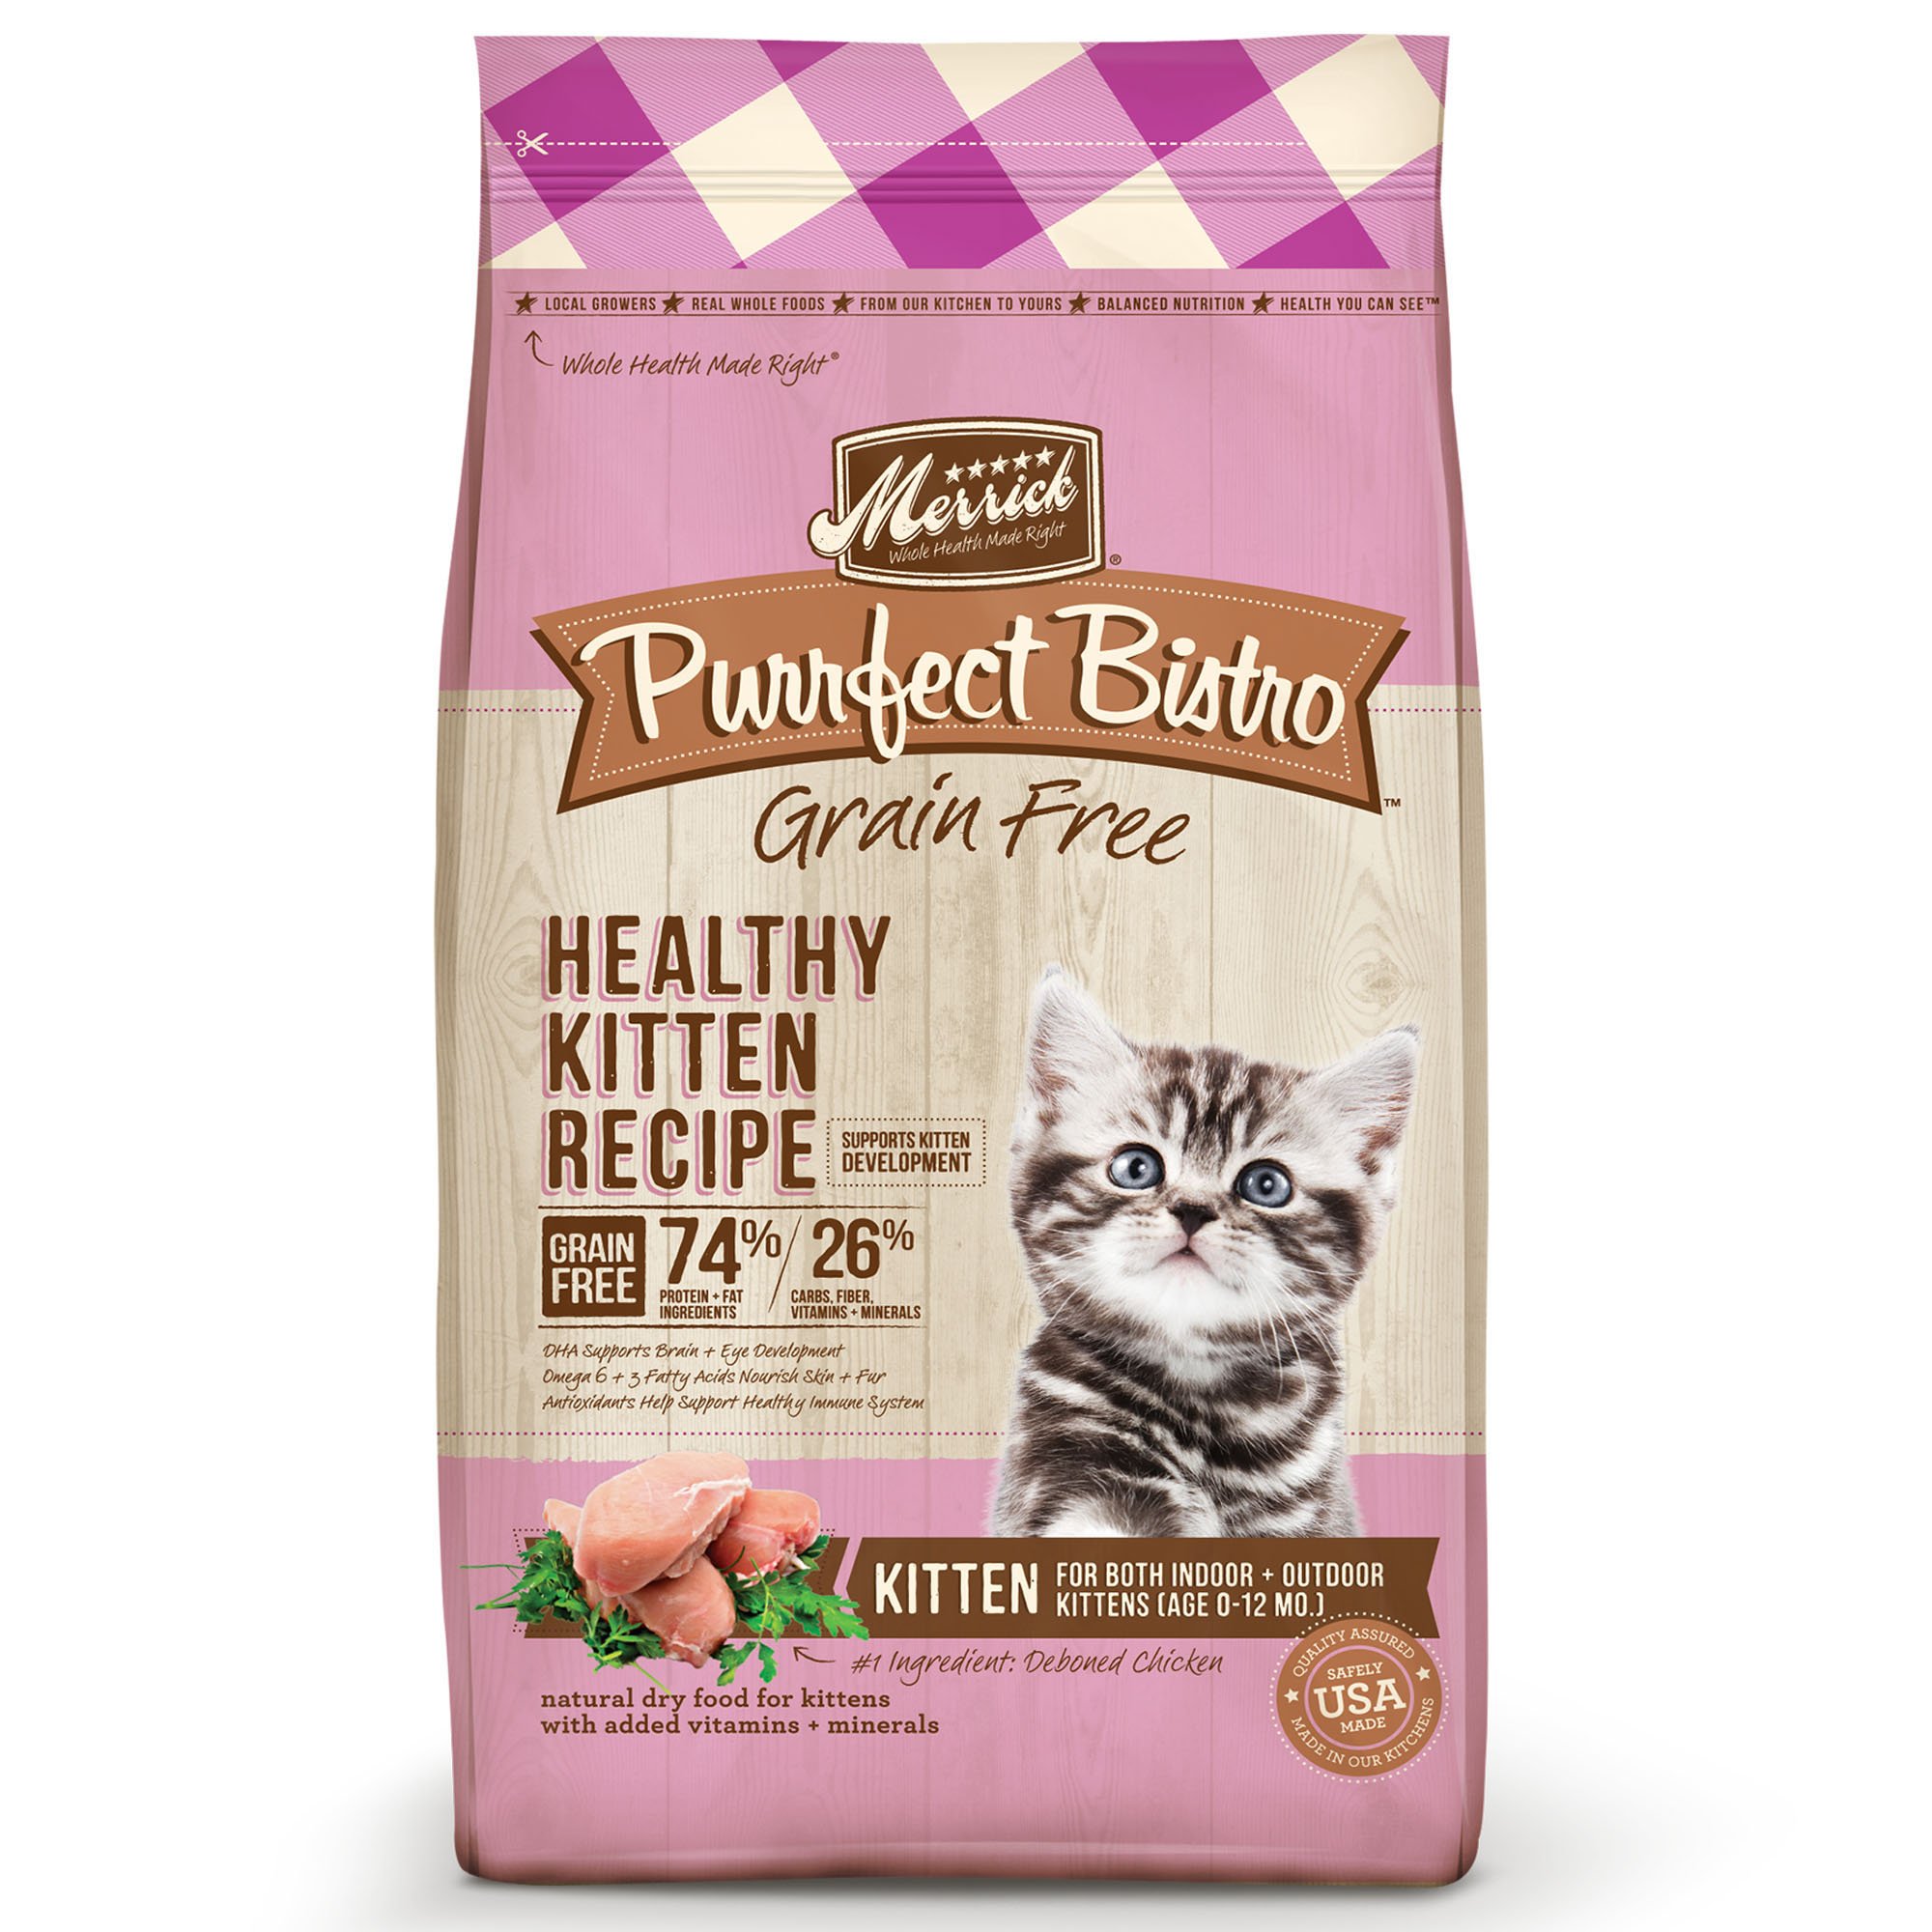 ★ LOCAL GROWERS ★ REAL WHOLE FOODS ★ FROM OUR KITCHEN TO YOURS ★ BALANCED NUTRITION ★ HEALTH YOU CAN SEE™
Whole Health Made Right®
Merrick
Whole Health Made Right
®
Purrfect Bistro
™
Grain Free
HEALTHY
KITTEN
RECIPE
SUPPORTS KITTEN
DEVELOPMENT
GRAIN
FREE
74% / 26%
PROTEIN + FAT
INGREDIENTS
CARBS, FIBER,
VITAMINS + MINERALS
DHA Supports Brain + Eye Development
Omega 6 + 3 Fatty Acids Nourish Skin + Fur
Antioxidants Help Support Healthy Immune System
KITTEN
FOR BOTH INDOOR + OUTDOOR
KITTENS (AGE 0-12 MO.)
#1 Ingredient: Deboned Chicken
natural dry food for kittens
with added vitamins + minerals
QUALITY ASSURED
SAFELY
USA
MADE
MADE IN OUR KITCHENS